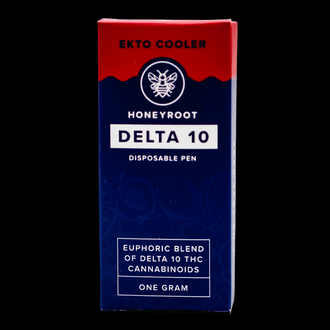 EKTO COOLER
HONEYROOT
DELTA 10
DISPOSABLE PEN
EUPHORIC BLEND
OF DELTA 10 THC
CANNABINOIDS
ONE GRAM